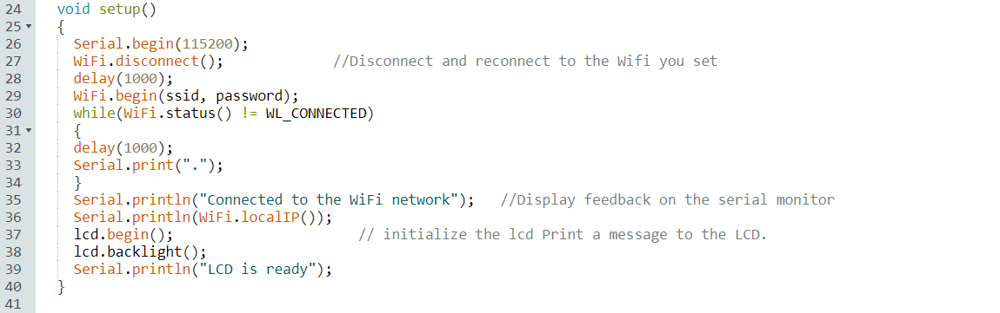 24 void setup()
25 {
26 Serial.begin(115200);
27 WiFi.disconnect(); //Disconnect and reconnect to the Wifi you set
28 delay(1000);
29 WiFi.begin(ssid, password);
30 while(WiFi.status() != WL_CONNECTED)
31 {
32 delay(1000);
33 Serial.print(".");
34 }
35 Serial.println("Connected to the WiFi network"); //Display feedback on the serial monitor
36 Serial.println(WiFi.localIP());
37 lcd.begin(); // initialize the lcd Print a message to the LCD.
38 lcd.backlight();
39 Serial.println("LCD is ready");
40 }
41